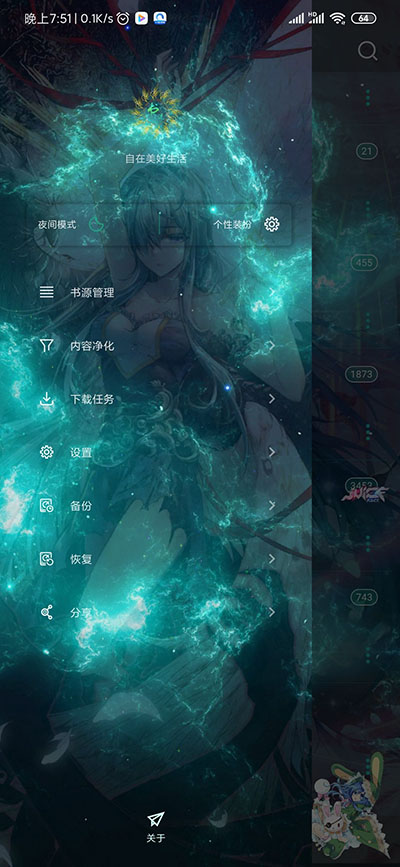 晚上7:51 | 0.1K/s
HD
64
自在美好生活
21
夜间模式
个性装扮
455
书源管理
内容净化
1873
下载任务
设置
3452
备份
恢复
743
分享
关于